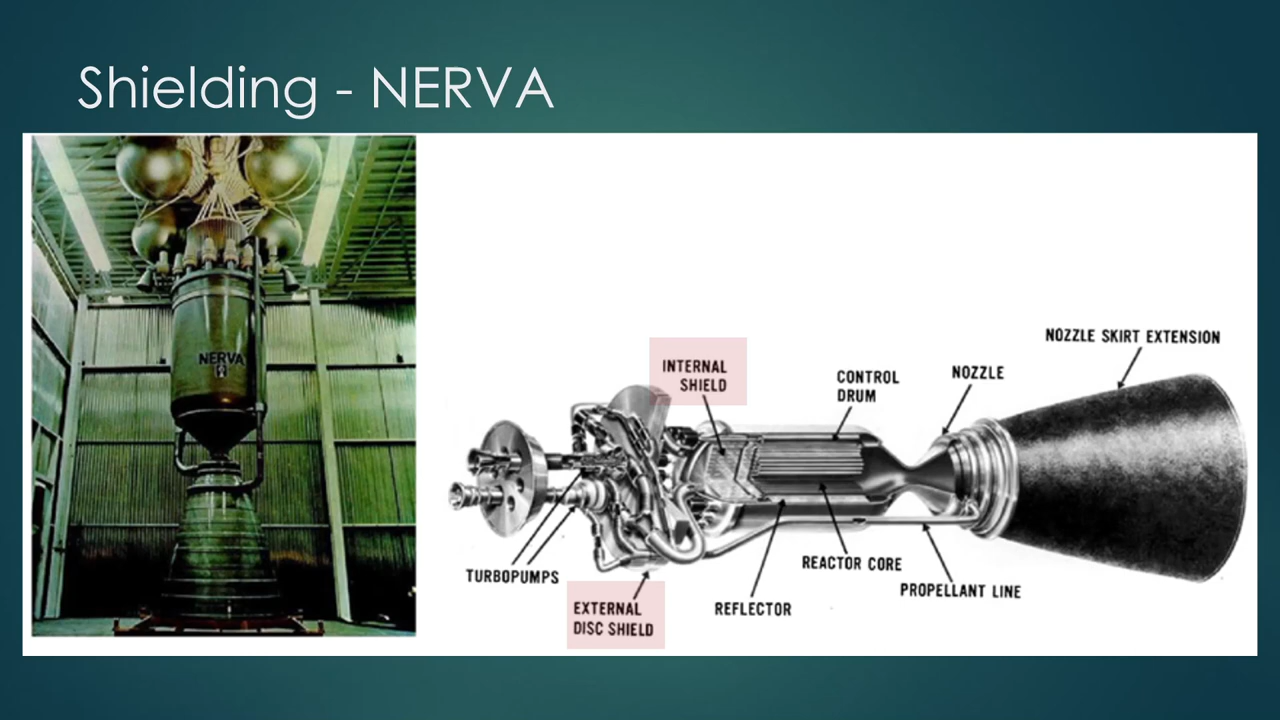 Shielding - NERVA
NERVA
NOZZLE SKIRT EXTENSION
INTERNAL
SHIELD
CONTROL
DRUM
NOZZLE
TURBOPUMPS
EXTERNAL
DISC SHIELD
REFLECTOR
REACTOR CORE
PROPELLANT LINE